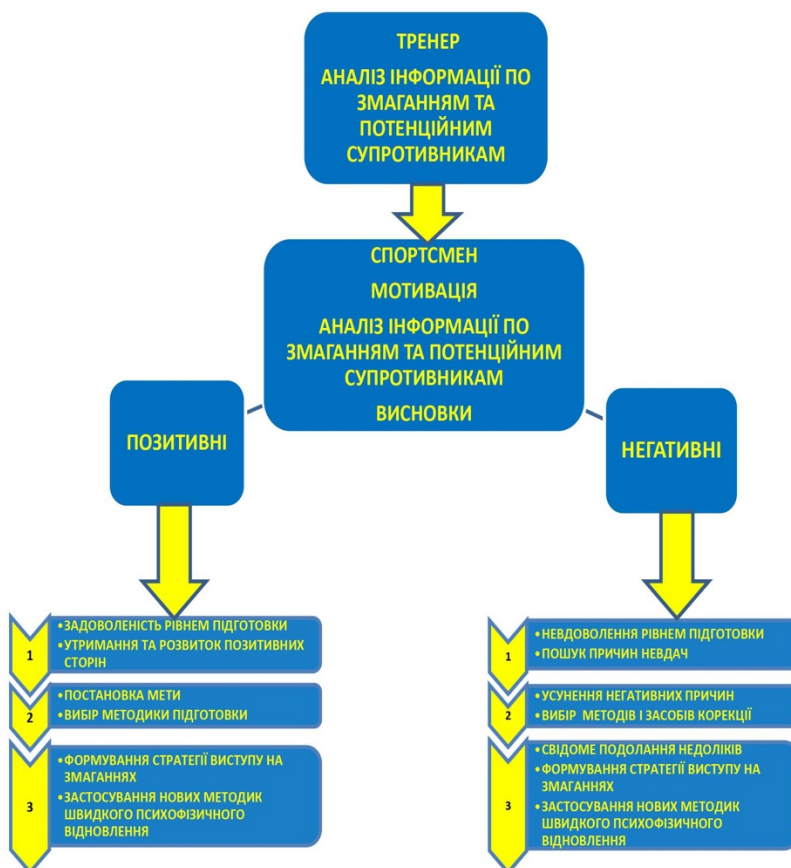 ТРЕНЕР
АНАЛІЗ ІНФОРМАЦІЇ ПО
ЗМАГАННЯМ ТА
ПОТЕНЦІЙНИМ
СУПРОТИВНИКАМ
СПОРТСМЕН
МОТИВАЦІЯ
АНАЛІЗ ІНФОРМАЦІЇ ПО
ЗМАГАННЯМ ТА ПОТЕНЦІЙНИМ
СУПРОТИВНИКАМ
ВИСНОВКИ
ПОЗИТИВНІ
НЕГАТИВНІ
1
•ЗАДОВОЛЕНІСТЬ РІВНЕМ ПІДГОТОВКИ
•УТРИМАННЯ ТА РОЗВИТОК ПОЗИТИВНИХ
СТОРІН
2
•ПОСТАНОВКА МЕТИ
•ВИБІР МЕТОДИКИ ПІДГОТОВКИ
3
•ФОРМУВАННЯ СТРАТЕГІЇ ВИСТУПУ НА
ЗМАГАННЯХ
•ЗАСТОСУВАННЯ НОВИХ МЕТОДИК
ШВИДКОГО ПСИХОФІЗИЧНОГО
ВІДНОВЛЕННЯ
1
•НЕВДОВОЛЕННЯ РІВНЕМ ПІДГОТОВКИ
•ПОШУК ПРИЧИН НЕВДАЧ
2
•УСУНЕННЯ НЕГАТИВНИХ ПРИЧИН
•ВИБІР МЕТОДІВ І ЗАСОБІВ КОРЕКЦІЇ
3
•СВІДОМЕ ПОДОЛАННЯ НЕДОЛІКІВ
•ФОРМУВАННЯ СТРАТЕГІЇ ВИСТУПУ НА
ЗМАГАННЯХ
•ЗАСТОСУВАННЯ НОВИХ МЕТОДИК
ШВИДКОГО ПСИХОФІЗИЧНОГО
ВІДНОВЛЕННЯ